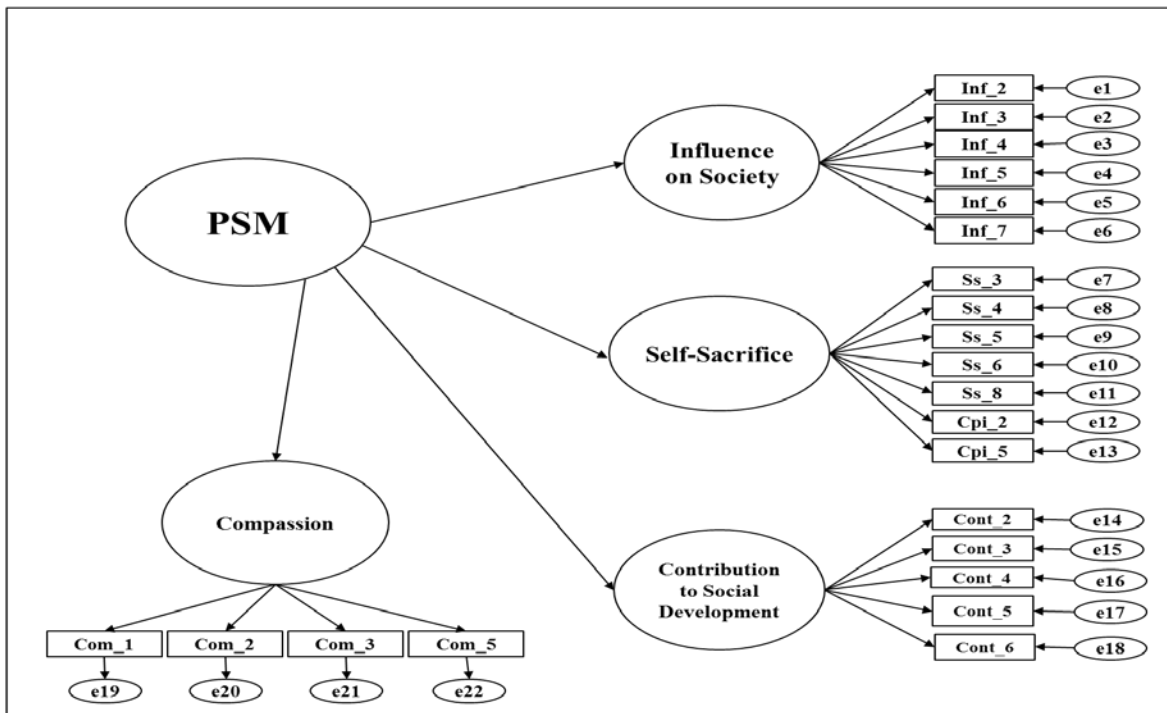 PSM
Influence
on Society
Inf_2
e1
Inf_3
e2
Inf_4
e3
Inf_5
e4
Inf_6
e5
Inf_7
e6
Self-Sacrifice
Ss_3
e7
Ss_4
e8
Ss_5
e9
Ss_6
e10
Ss_8
e11
Cpi_2
e12
Cpi_5
e13
Contribution
to Social
Development
Cont_2
e14
Cont_3
e15
Cont_4
e16
Cont_5
e17
Cont_6
e18
Compassion
Com_1
Com_2
Com_3
Com_5
e19
e20
e21
e22